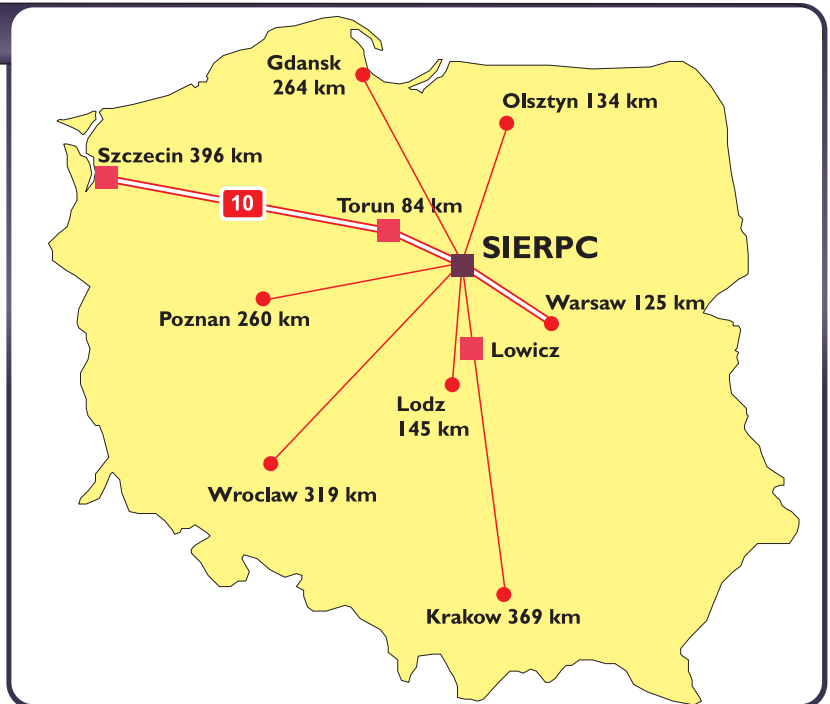 Gdansk
264 km
Olsztyn 134 km
Szczecin 396 km
10
Torun 84 km
SIERPC
Warsaw 125 km
Poznan 260 km
Lowicz
Lodz
145 km
Wroclaw 319 km
Krakow 369 km